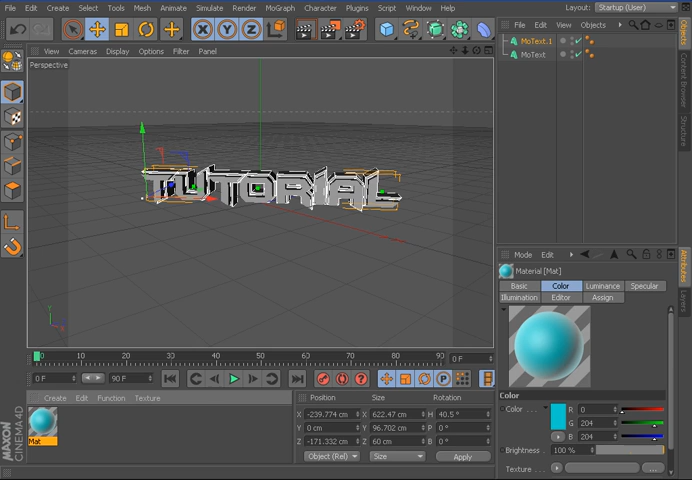 File Edit Create Select Tools Mesh Animate Simulate Render MoGraph Character Plugins Script Window Help Layout: Startup (User)
File Edit View Objects
MoText.1
MoText
Objects
Content Browser
Structure
View Cameras Display Options Filter Panel
Perspective
TUTORIAL
Y
Mode Edit
Material [Mat]
Basic Color Luminance Specular
Illumination Editor Assign
Attributes
Layers
Color
Color . . . R 0
G 204
B 204
Brightness . 100 %
Texture . . .
0 10 20 30 40 50 60 70 80 90 0 F
0 F 90 F
Create Edit Function Texture
Mat
Position Size Rotation
X -239.774 cm X 622.47 cm H 40.5 °
Y 0 cm Y 96.702 cm P 0 °
Z -171.332 cm Z 60 cm B 0 °
Object (Rel) Size Apply
MAXON
CINEMA 4D